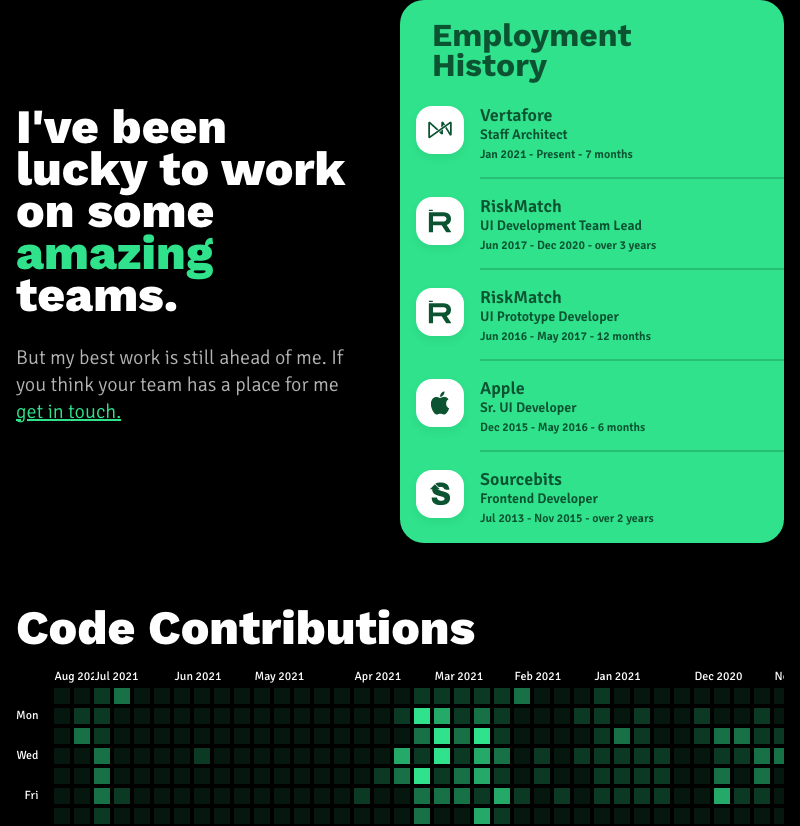 I've been
lucky to work
on some
amazing
teams.
But my best work is still ahead of me. If
you think your team has a place for me
get in touch.
Employment
History
Vertafore
Staff Architect
Jan 2021 - Present - 7 months
RiskMatch
UI Development Team Lead
Jun 2017 - Dec 2020 - over 3 years
RiskMatch
UI Prototype Developer
Jun 2016 - May 2017 - 12 months
Apple
Sr. UI Developer
Dec 2015 - May 2016 - 6 months
Sourcebits
Frontend Developer
Jul 2013 - Nov 2015 - over 2 years
Code Contributions
Aug 202 Jul 2021 Jun 2021 May 2021 Apr 2021 Mar 2021 Feb 2021 Jan 2021 Dec 2020
Mon
Wed
Fri